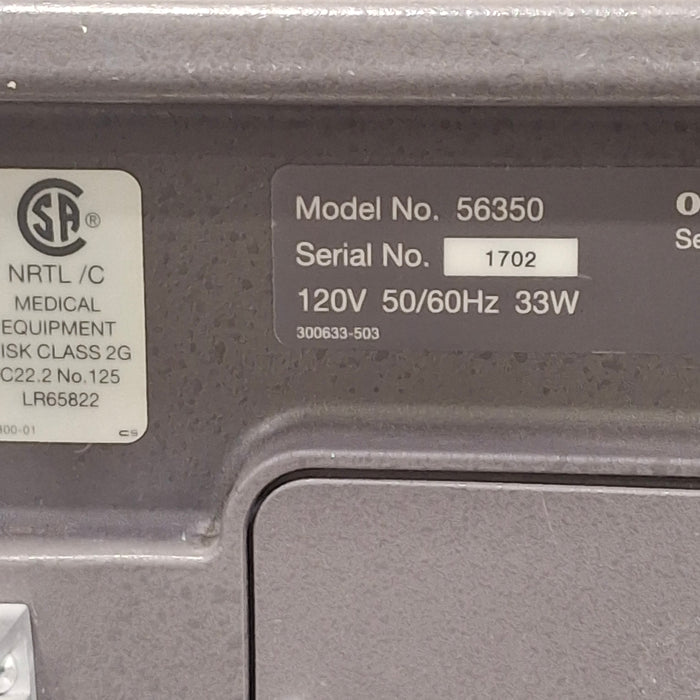 SA®
NRTL /C
MEDICAL
EQUIPMENT
ISK CLASS 2G
C22.2 No.125
LR65822
Model No. 56350
Serial No. 1702
120V 50/60Hz 33W
300633-503